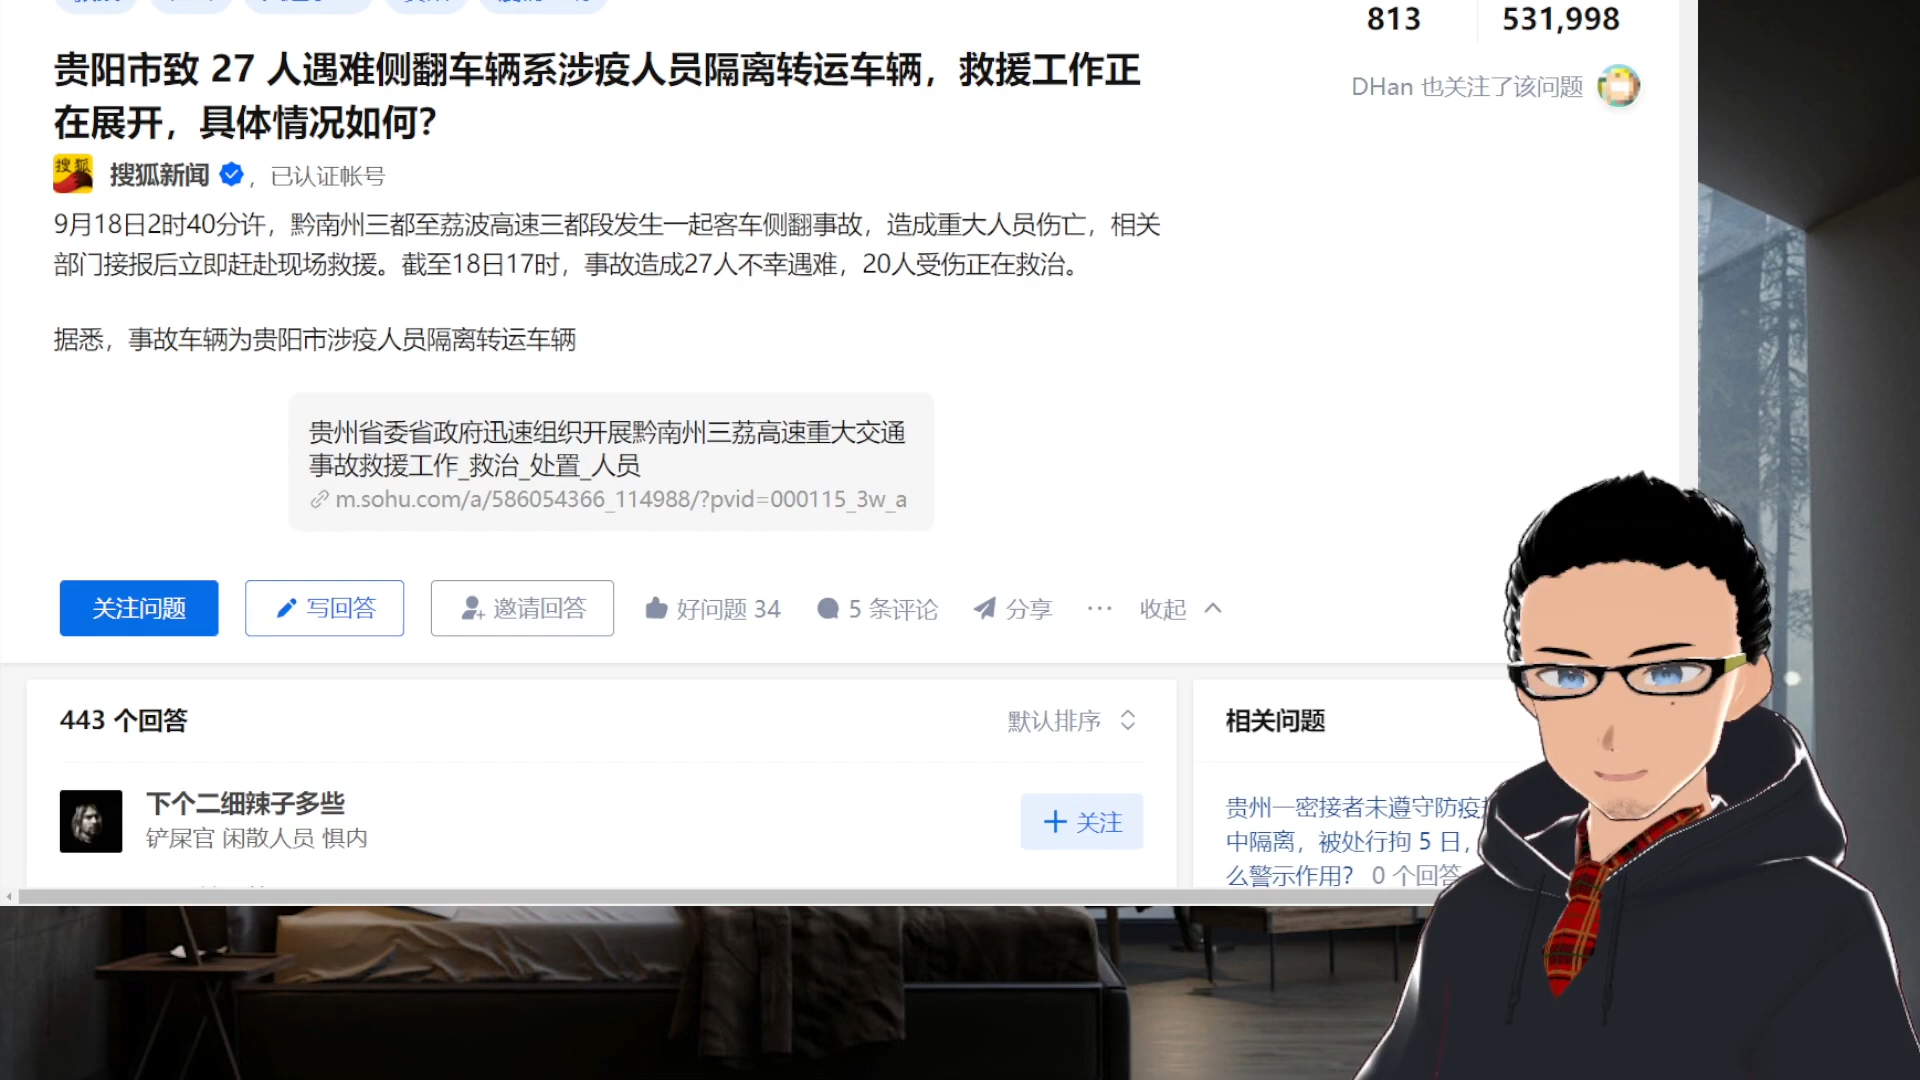 813
531,998
贵阳市致 27 人遇难侧翻车辆系涉疫人员隔离转运车辆，救援工作正
在展开，具体情况如何？
DHan 也关注了该问题
搜狐
搜狐新闻 ，已认证帐号
9月18日2时40分许，黔南州三都至荔波高速三都段发生一起客车侧翻事故，造成重大人员伤亡，相关
部门接报后立即赶赴现场救援。截至18日17时，事故造成27人不幸遇难，20人受伤正在救治。
据悉，事故车辆为贵阳市涉疫人员隔离转运车辆
贵州省委省政府迅速组织开展黔南州三荔高速重大交通
事故救援工作_救治_处置_人员
m.sohu.com/a/586054366_114988/?pvid=000115_3w_a
关注问题
写回答
邀请回答
好问题 34
5 条评论
分享
···
收起
443 个回答
默认排序
下个二细辣子多些
铲屎官 闲散人员 惧内
+ 关注
相关问题
贵州一密接者未遵守防疫
中隔离，被处行拘 5 日，
么警示作用？ 0 个回答